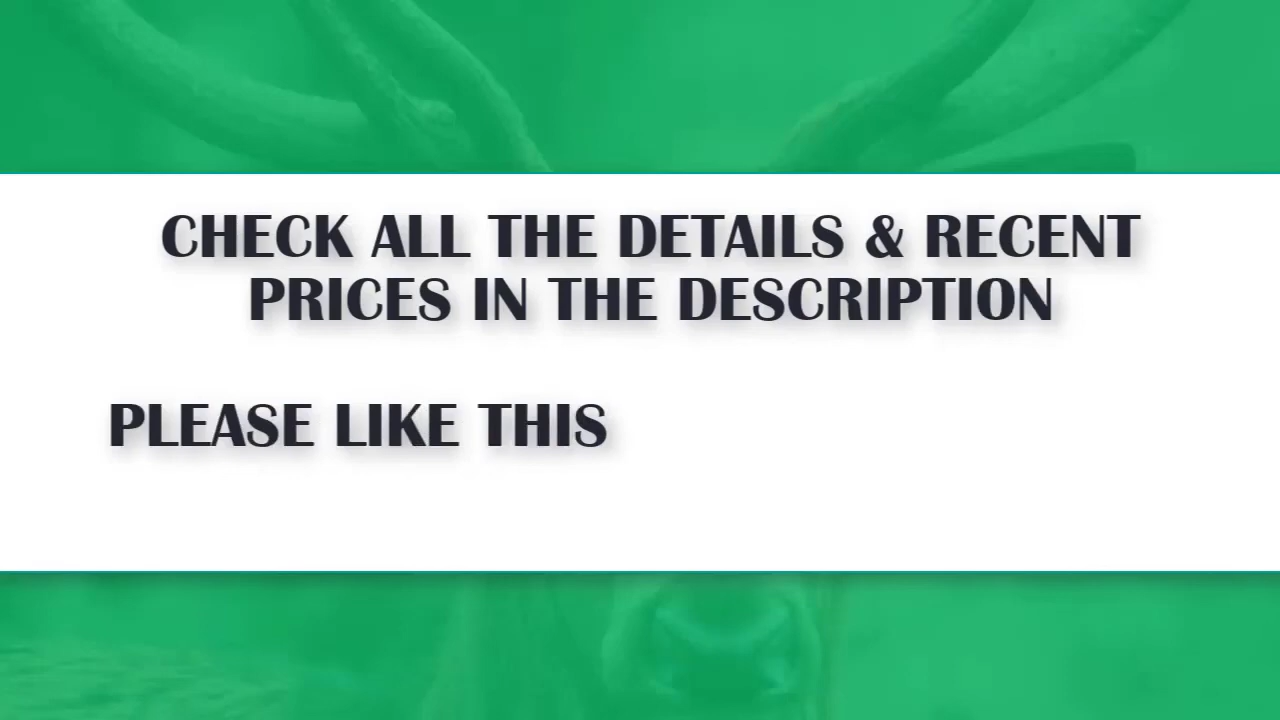 CHECK ALL THE DETAILS & RECENT
PRICES IN THE DESCRIPTION
PLEASE LIKE THIS